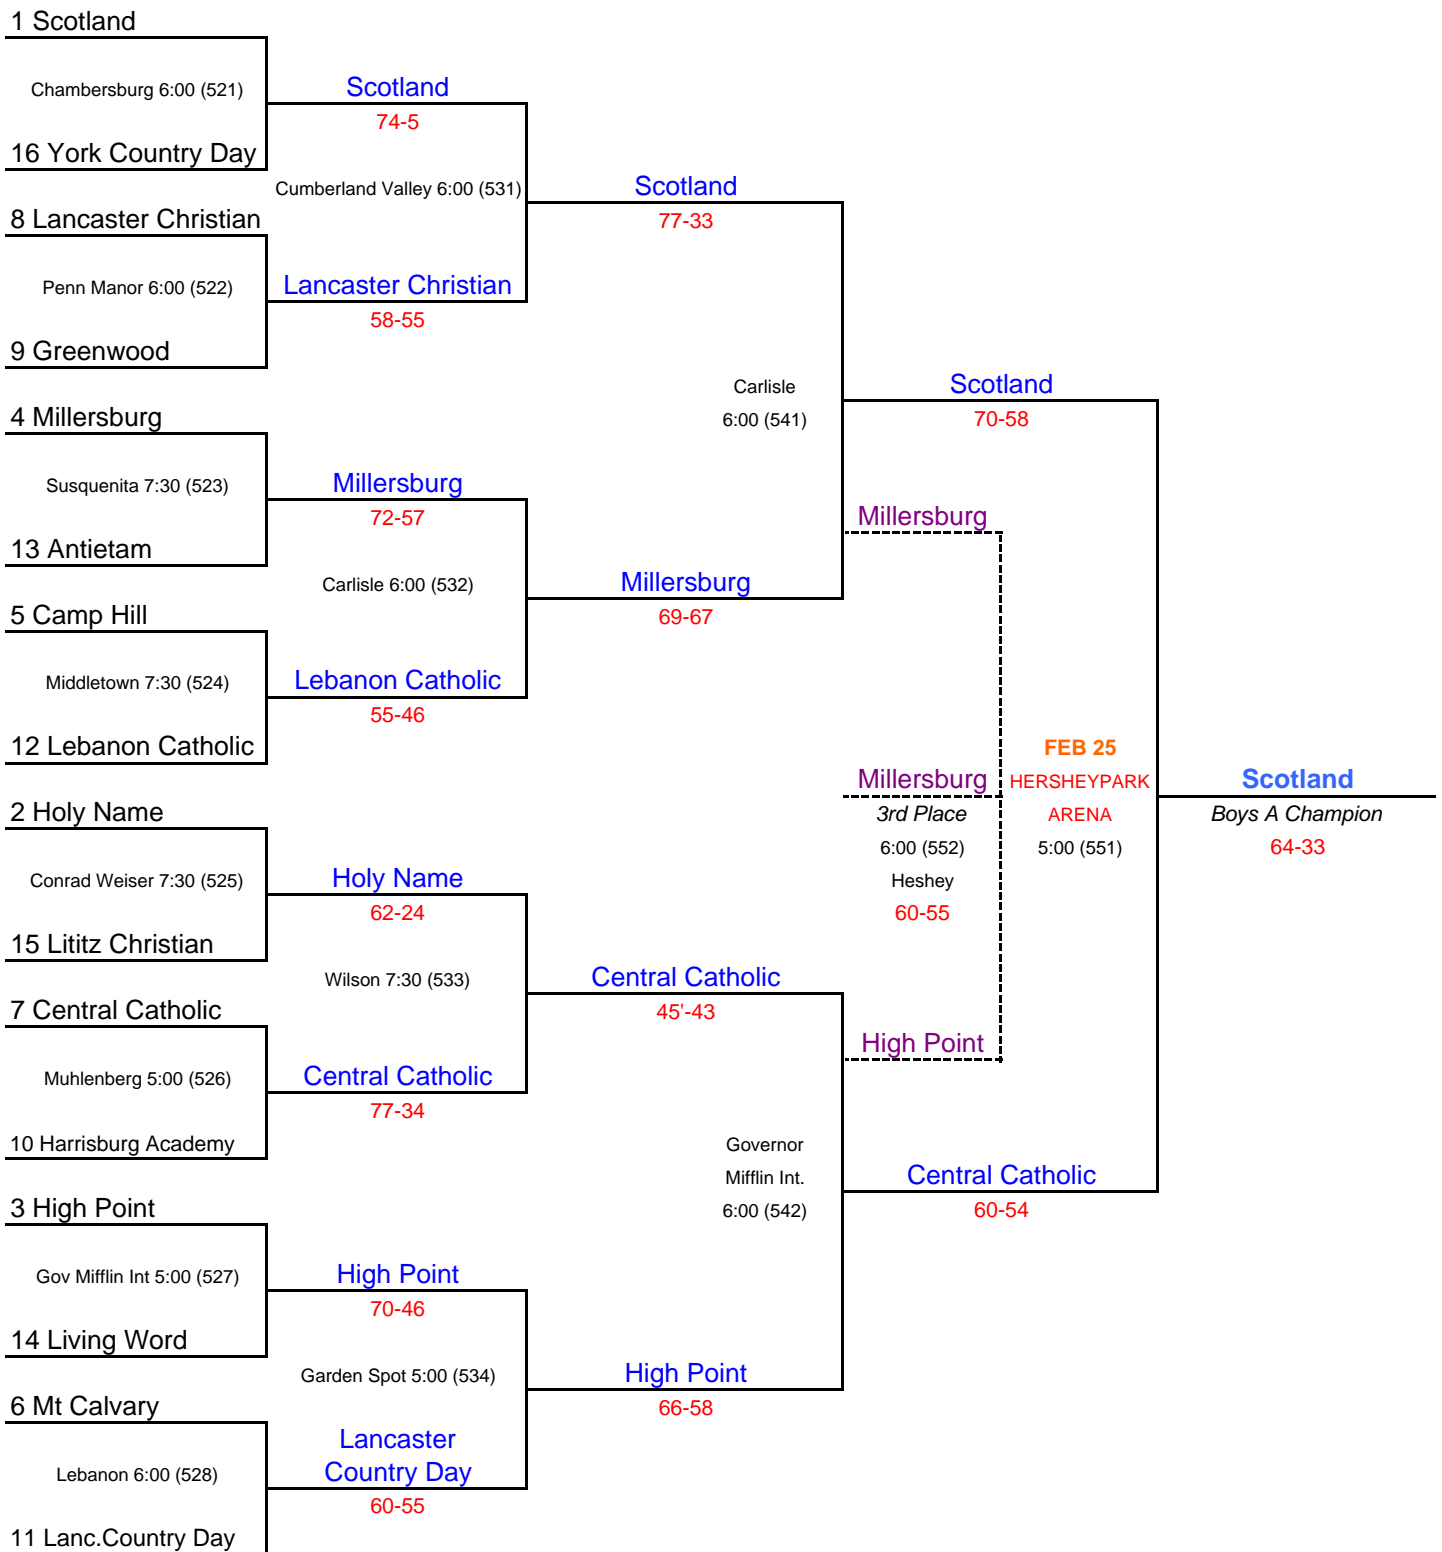 1 Scotland
Chambersburg 6:00 (521)
16 York Country Day
8 Lancaster Christian
Penn Manor 6:00 (522)
9 Greenwood
4 Millersburg
Susquenita 7:30 (523)
13 Antietam
5 Camp Hill
Middletown 7:30 (524)
12 Lebanon Catholic
2 Holy Name
Conrad Weiser 7:30 (525)
15 Lititz Christian
7 Central Catholic
Muhlenberg 5:00 (526)
10 Harrisburg Academy
3 High Point
Gov Mifflin Int 5:00 (527)
14 Living Word
6 Mt Calvary
Lebanon 6:00 (528)
11 Lanc.Country Day
Scotland
74-5
Cumberland Valley 6:00 (531)
Lancaster Christian
58-55
Millersburg
72-57
Carlisle 6:00 (532)
Lebanon Catholic
55-46
Holy Name
62-24
Wilson 7:30 (533)
Central Catholic
77-34
High Point
70-46
Garden Spot 5:00 (534)
Lancaster
Country Day
60-55
Scotland
77-33
Carlisle
6:00 (541)
Millersburg
69-67
Central Catholic
45'-43
Governor
Mifflin Int.
6:00 (542)
High Point
66-58
Scotland
70-58
Millersburg
Millersburg
3rd Place
6:00 (552)
Heshey
60-55
High Point
Central Catholic
60-54
FEB 25
HERSHEYPARK
ARENA
5:00 (551)
Scotland
Boys A Champion
64-33